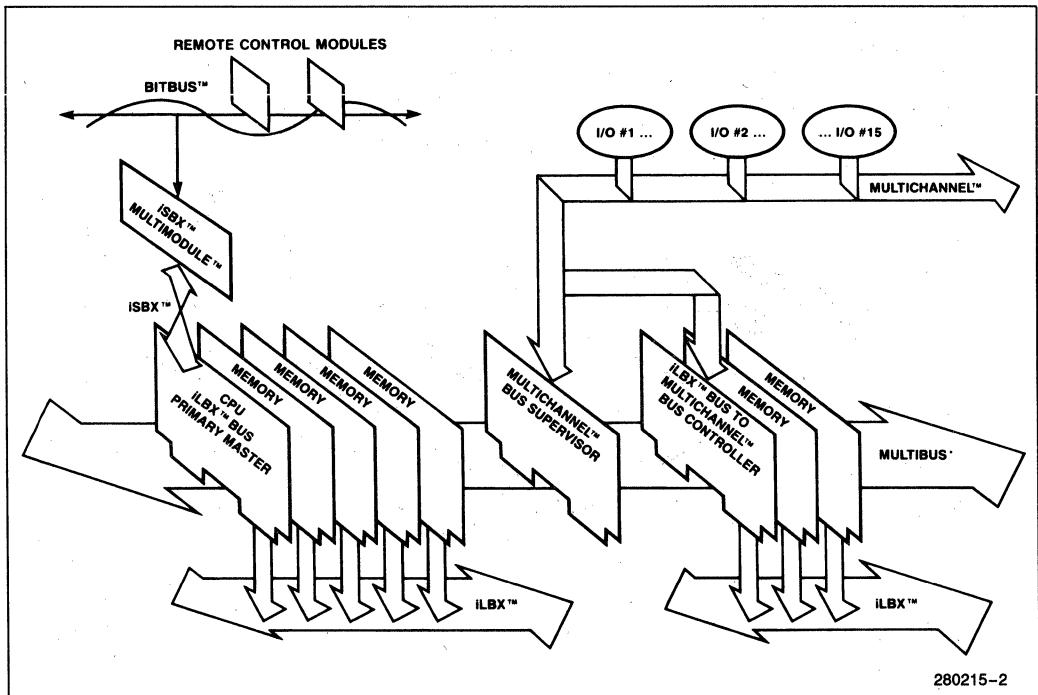 REMOTE CONTROL MODULES
BITBUS™
I/O #1 ...
I/O #2 ...
... I/O #15
MULTICHANNEL™
iSBX™
MULTIMODULE™
iSBX™
CPU
iLBX™ BUS
PRIMARY MASTER
MEMORY
MEMORY
MEMORY
MEMORY
MULTICHANNEL™
BUS SUPERVISOR
iLBX™ BUS TO
MULTICHANNEL™
BUS CONTROLLER
MEMORY
MEMORY
MULTIBUS*
iLBX™
iLBX™
280215–2